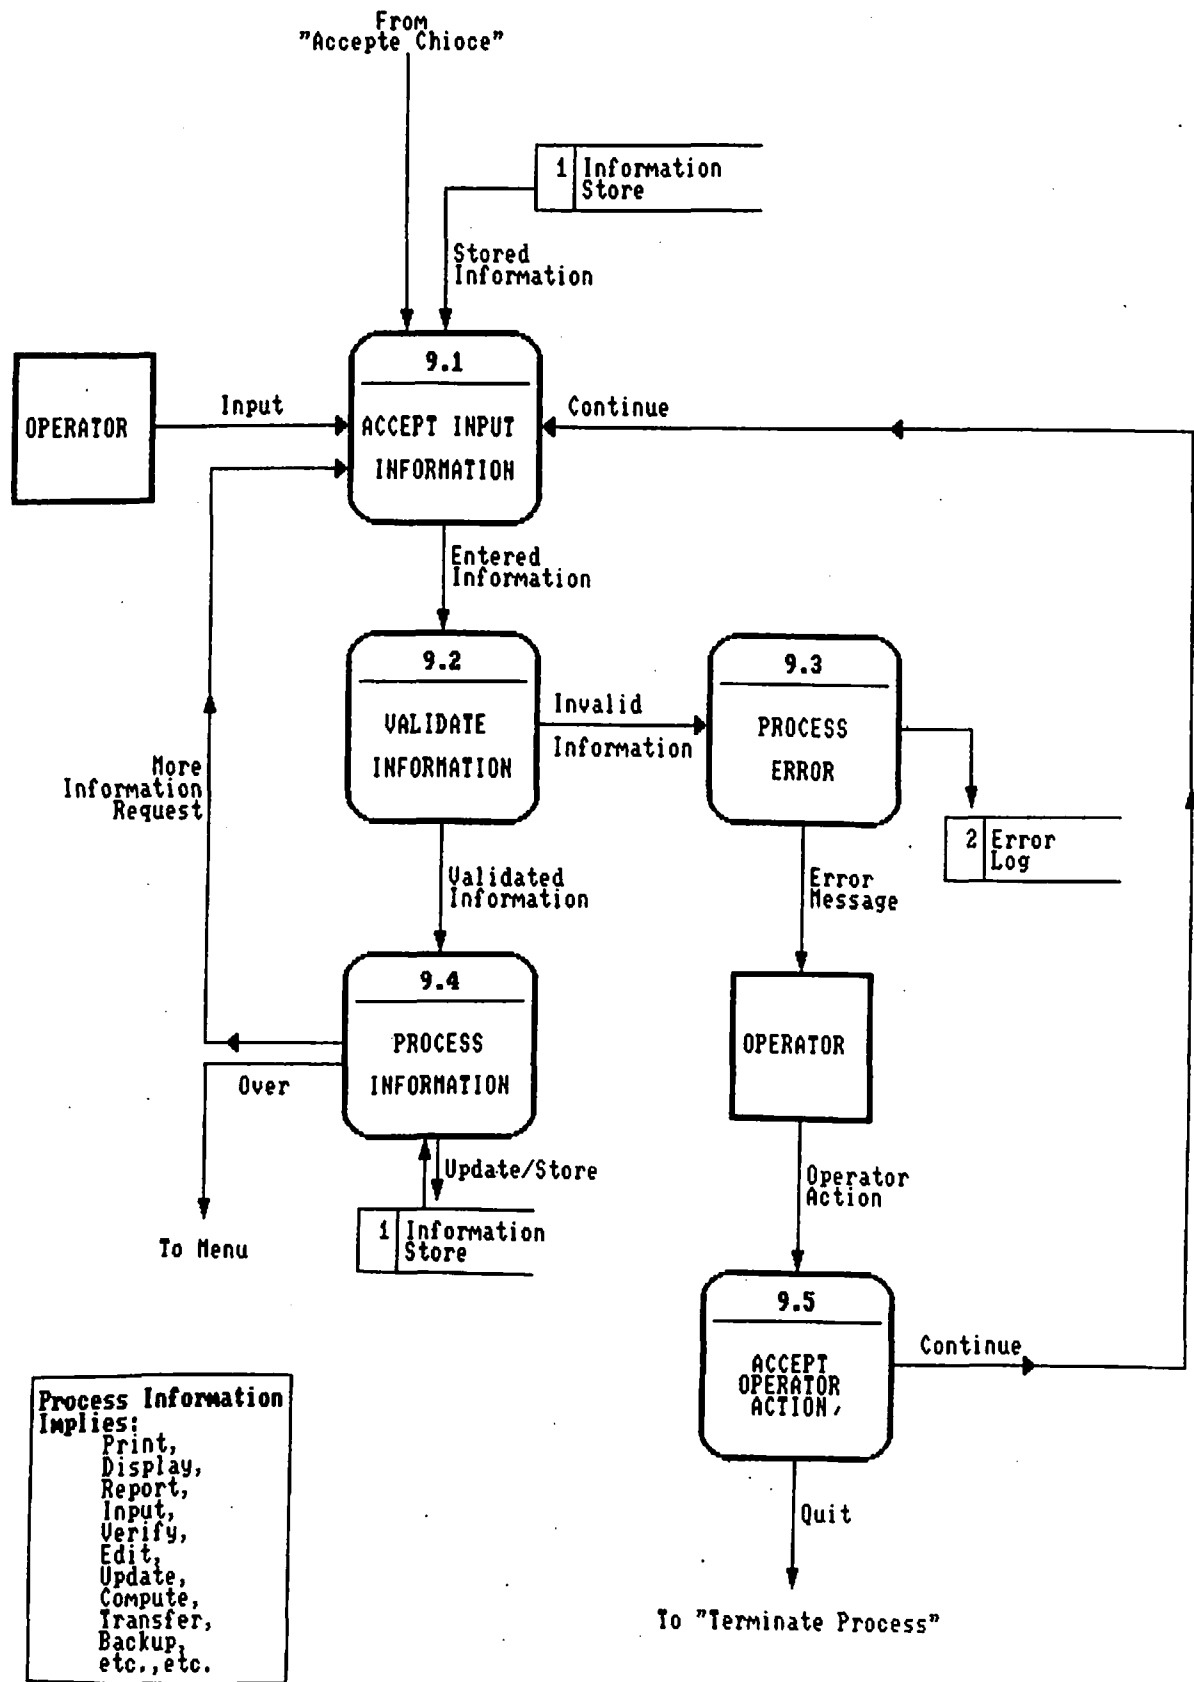 From
"Accepte Chioce"
1 Information
Store
Stored
Information
9.1
OPERATOR
Input
ACCEPT INPUT
INFORMATION
Continue
Entered
Information
9.2
VALIDATE
INFORMATION
Invalid
Information
9.3
PROCESS
ERROR
More
Information
Request
2 Error
Log
Validated
Information
Error
Message
9.4
PROCESS
INFORMATION
OPERATOR
Over
Update/Store
To Menu
1 Information
Store
Operator
Action
9.5
ACCEPT
OPERATOR
ACTION,
Continue
Quit
To "Terminate Process"
Process Information
Implies:
Print,
Display,
Report,
Input,
Verify,
Edit,
Update,
Compute,
Transfer,
Backup,
etc.,etc.